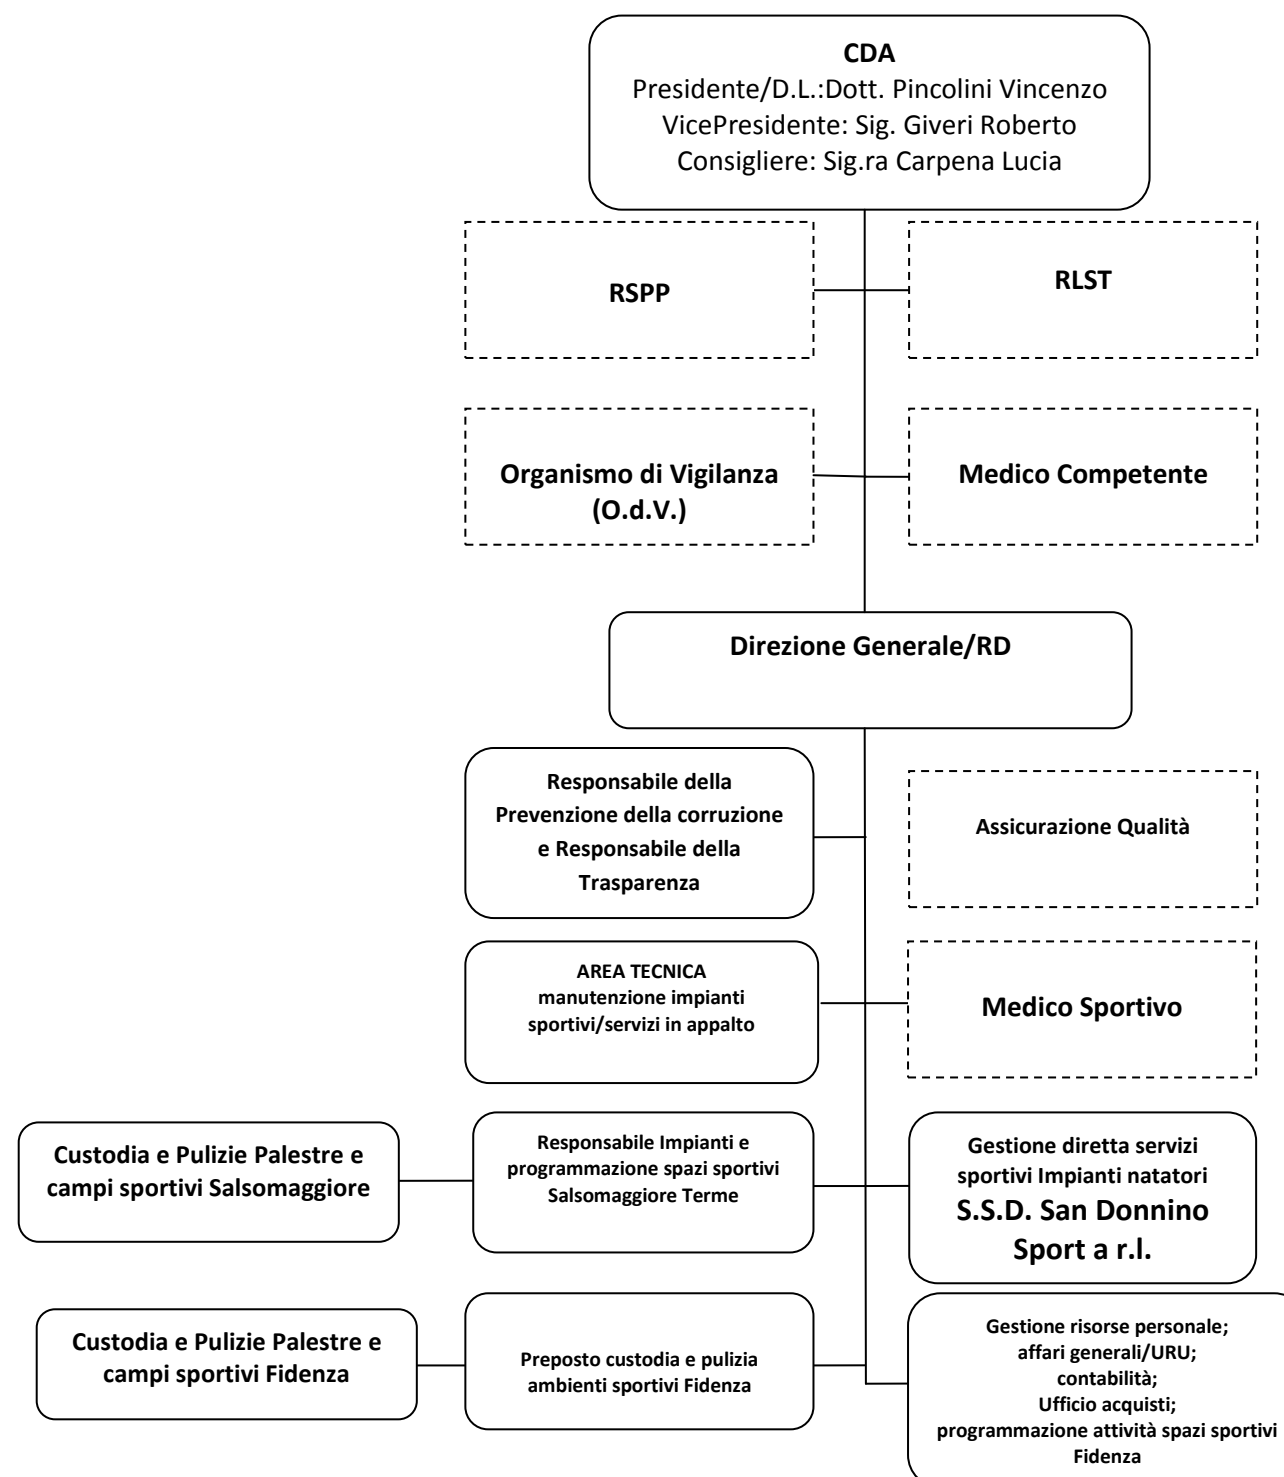 CDA
Presidente/D.L.:Dott. Pincolini Vincenzo
VicePresidente: Sig. Giveri Roberto
Consigliere: Sig.ra Carpena Lucia
RSPP
RLST
Organismo di Vigilanza
(O.d.V.)
Medico Competente
Direzione Generale/RD
Responsabile della
Prevenzione della corruzione
e Responsabile della
Trasparenza
Assicurazione Qualità
AREA TECNICA
manutenzione impianti
sportivi/servizi in appalto
Medico Sportivo
Custodia e Pulizie Palestre e
campi sportivi Salsomaggiore
Responsabile Impianti e
programmazione spazi sportivi
Salsomaggiore Terme
Gestione diretta servizi
sportivi Impianti natatori
S.S.D. San Donnino
Sport a r.l.
Custodia e Pulizie Palestre e
campi sportivi Fidenza
Preposto custodia e pulizia
ambienti sportivi Fidenza
Gestione risorse personale;
affari generali/URU;
contabilità;
Ufficio acquisti;
programmazione attività spazi sportivi
Fidenza